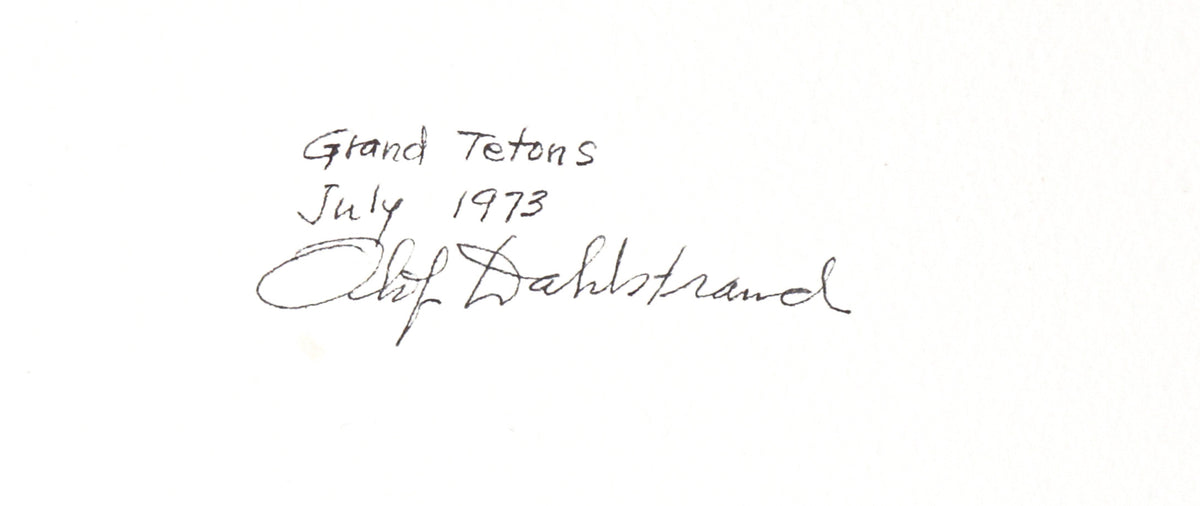 Grand Tetons
July 1973
Olof Dahlstrand